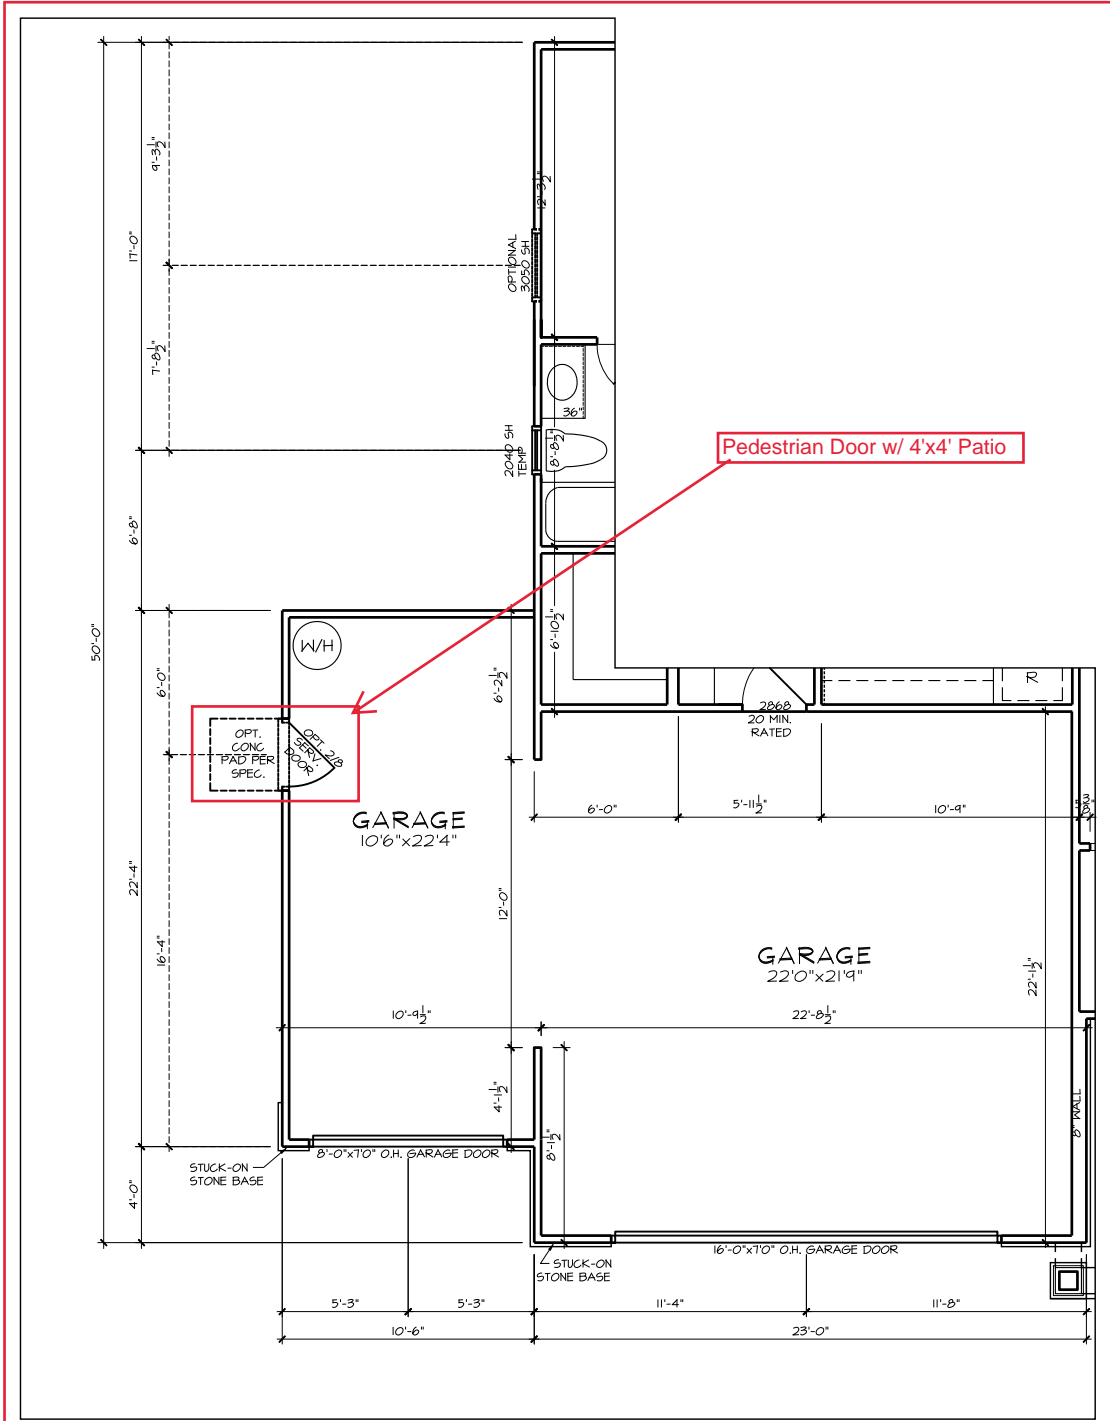 9'-3½"
17'-0"
12'-3½"
OPTIONAL
3050 SH
7'-8½"
36"
2040 SH
TEMP
8'-8½"
Pedestrian Door w/ 4'x4' Patio
6'-8"
50'-0"
6'-10½"
W/H
6'-0"
6'-2½"
R
2868
20 MIN.
RATED
OPT.
CONC
PAD PER
SPEC.
OPT. 2/8
SERV.
DOOR
6'-0"
5'-11½"
10'-9"
GARAGE
10'6"x22'4"
22'-4"
12'-0"
16'-4"
GARAGE
22'0"x21'9"
22'-1½"
10'-9½"
22'-8½"
4'-1½"
8'-1½"
8" WALL
8'-0"x7'0" O.H. GARAGE DOOR
STUCK-ON
STONE BASE
4'-0"
16'-0"x7'0" O.H. GARAGE DOOR
STUCK-ON
STONE BASE
5'-3"
5'-3"
11'-4"
11'-8"
10'-6"
23'-0"